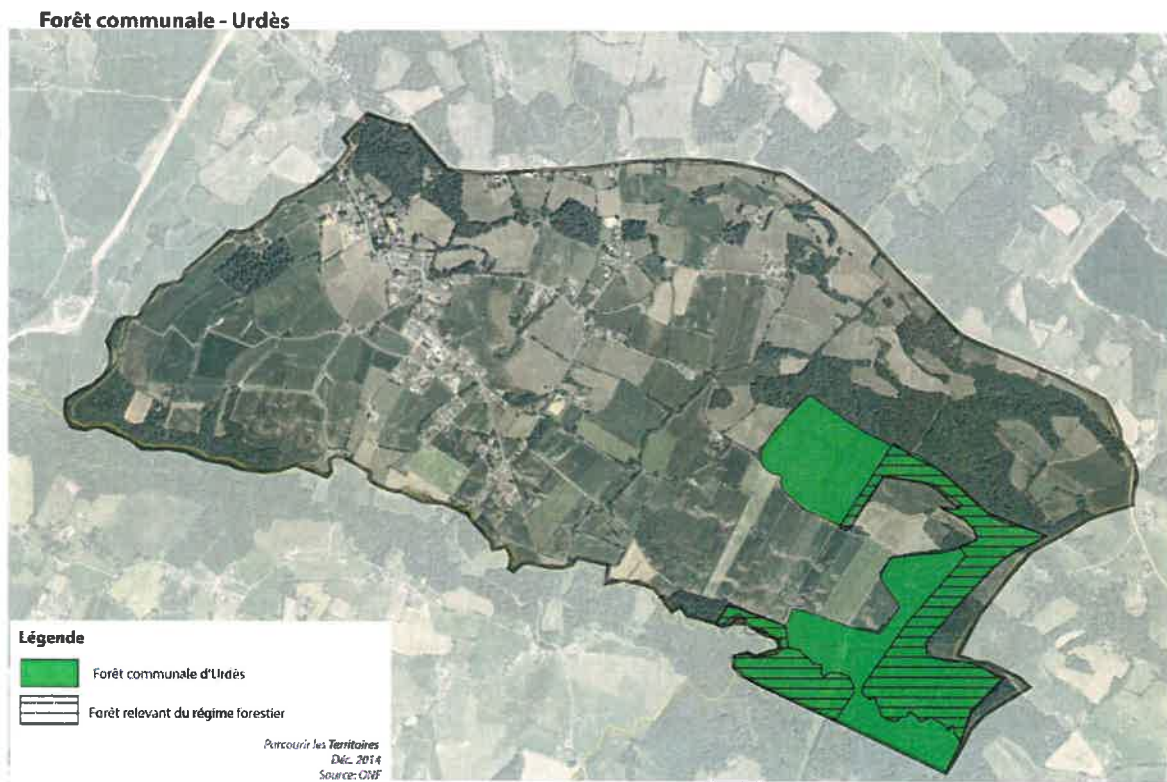 Forêt communale - Urdès
Légende
Forêt communale d'Urdès
Forêt relevant du régime forestier
Parcourir les Territoires
Déc. 2014
Source: ONF